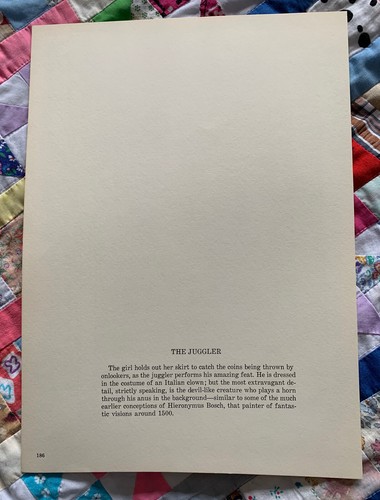 THE JUGGLER
The girl holds out her skirt to catch the coins being thrown by
onlookers, as the juggler performs his amazing feat. He is dressed
in the costume of an Italian clown; but the most extravagant de-
tail, strictly speaking, is the devil-like creature who plays a horn
through his anus in the background—similar to some of the much
earlier conceptions of Hieronymus Bosch, that painter of fantas-
tic visions around 1500.
186